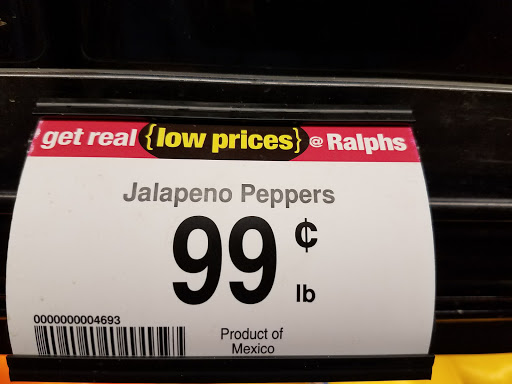 get real {low prices} @ Ralphs
Jalapeno Peppers
99 ¢
lb
0000000004693
Product of
Mexico